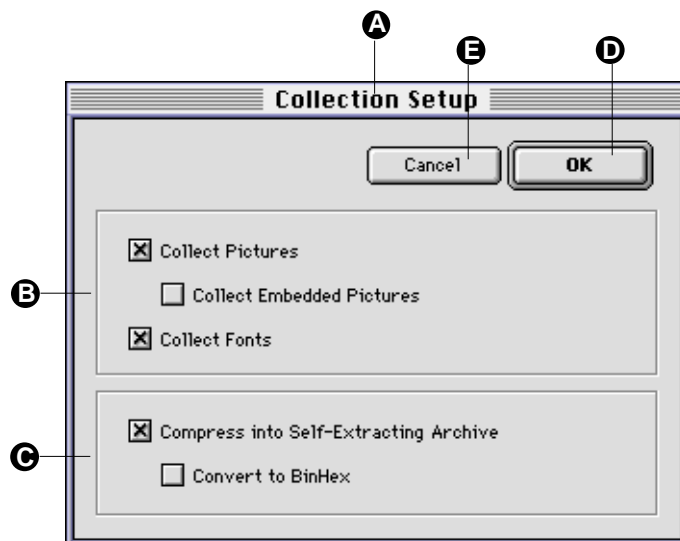 A
E
D
Collection Setup
Cancel
OK
Collect Pictures
B
Collect Embedded Pictures
Collect Fonts
Compress into Self-Extracting Archive
C
Convert to BinHex